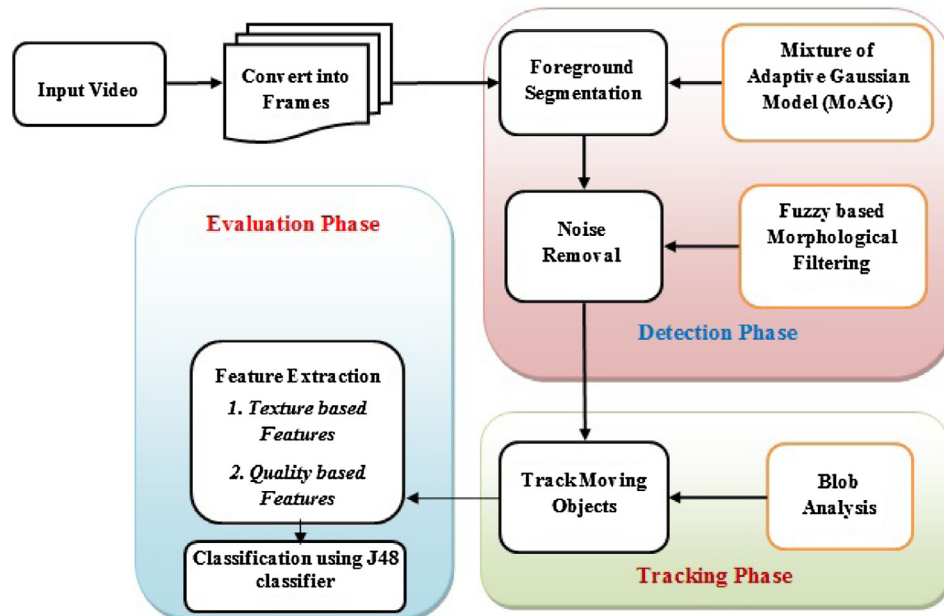 Input Video
Convert into
Frames
Foreground
Segmentation
Mixture of
Adaptive Gaussian
Model (MoAG)
Noise
Removal
Fuzzy based
Morphological
Filtering
Detection Phase
Evaluation Phase
Feature Extraction
1. Texture based
Features
2. Quality based
Features
Classification using J48
classifier
Track Moving
Objects
Blob
Analysis
Tracking Phase